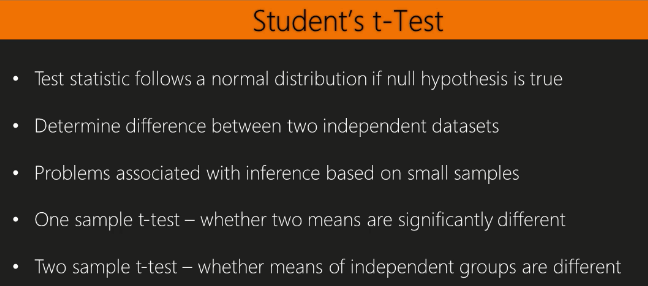 Student's t-Test
• Test statistic follows a normal distribution if null hypothesis is true
• Determine difference between two independent datasets
• Problems associated with inference based on small samples
• One sample t-test – whether two means are significantly different
• Two sample t-test – whether means of independent groups are different